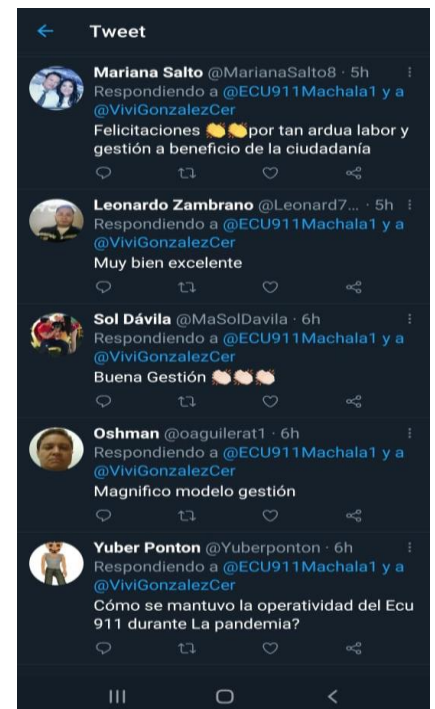 Tweet
Mariana Salto @MarianaSalto8 · 5h
Respondiendo a @ECU911Machala1 y a
@ViviGonzalezCer
Felicitaciones 👏👏por tan ardua labor y
gestión a beneficio de la ciudadanía
Leonardo Zambrano @Leonard7... · 5h
Respondiendo a @ECU911Machala1 y a
@ViviGonzalezCer
Muy bien excelente
Sol Dávila @MaSolDavila · 6h
Respondiendo a @ECU911Machala1 y a
@ViviGonzalezCer
Buena Gestión 👏🏻👏🏻👏🏻
Oshman @oaguilerat1 · 6h
Respondiendo a @ECU911Machala1 y a
@ViviGonzalezCer
Magnifico modelo gestión
Yuber Ponton @Yuberponton · 6h
Respondiendo a @ECU911Machala1 y a
@ViviGonzalezCer
Cómo se mantuvo la operatividad del Ecu
911 durante La pandemia?